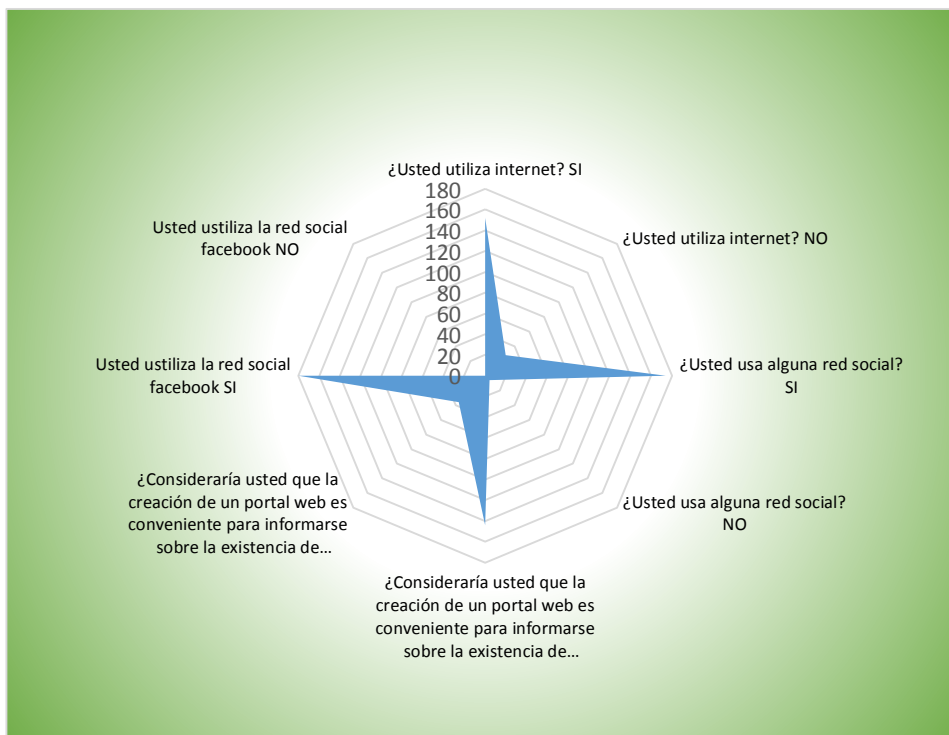 ¿Usted utiliza internet? SI
¿Usted utiliza internet? NO
¿Usted usa alguna red social?
SI
¿Usted usa alguna red social?
NO
¿Consideraría usted que la
creación de un portal web es
conveniente para informarse
sobre la existencia de...
¿Consideraría usted que la
creación de un portal web es
conveniente para informarse
sobre la existencia de...
Usted ustiliza la red social
facebook SI
Usted ustiliza la red social
facebook NO
180
160
140
120
100
80
60
40
20
0